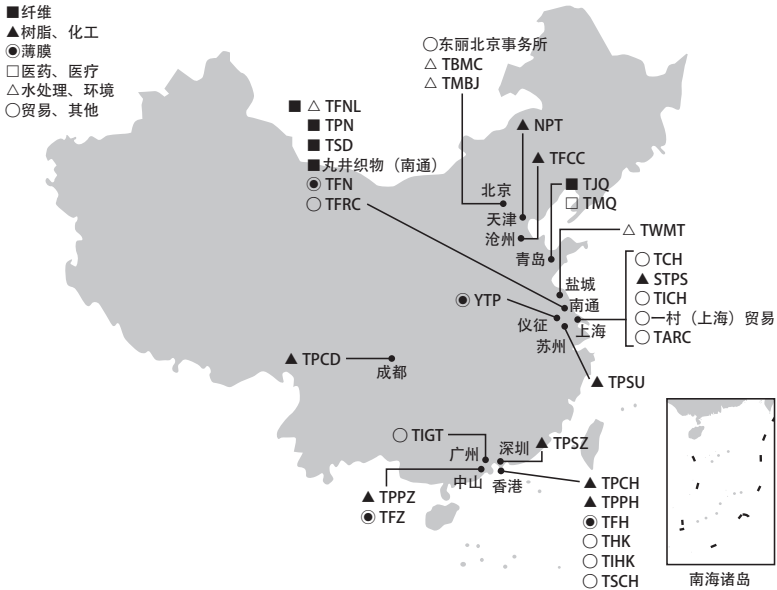 ■纤维
▲树脂、化工
◉薄膜
□医药、医疗
△水处理、环境
○贸易、其他
○东丽北京事务所
△ TBMC
△ TMBJ
■ △ TFNL
■ TPN
■ TSD
■丸井织物（南通）
◉ TFN
○ TFRC
▲ NPT
▲ TFCC
■ TJQ
□ TMQ
北京
天津
沧州
青岛
△ TWMT
○ TCH
▲ STPS
○ TICH
○一村（上海）贸易
○ TARC
盐城
南通
◉ YTP
仪征
上海
苏州
▲ TPCD
成都
▲ TPSU
○ TIGT
广州
深圳
▲ TPSZ
中山
香港
▲ TPPZ
◉ TFZ
▲ TPCH
▲ TPPH
◉ TFH
○ THK
○ TIHK
○ TSCH
南海诸岛